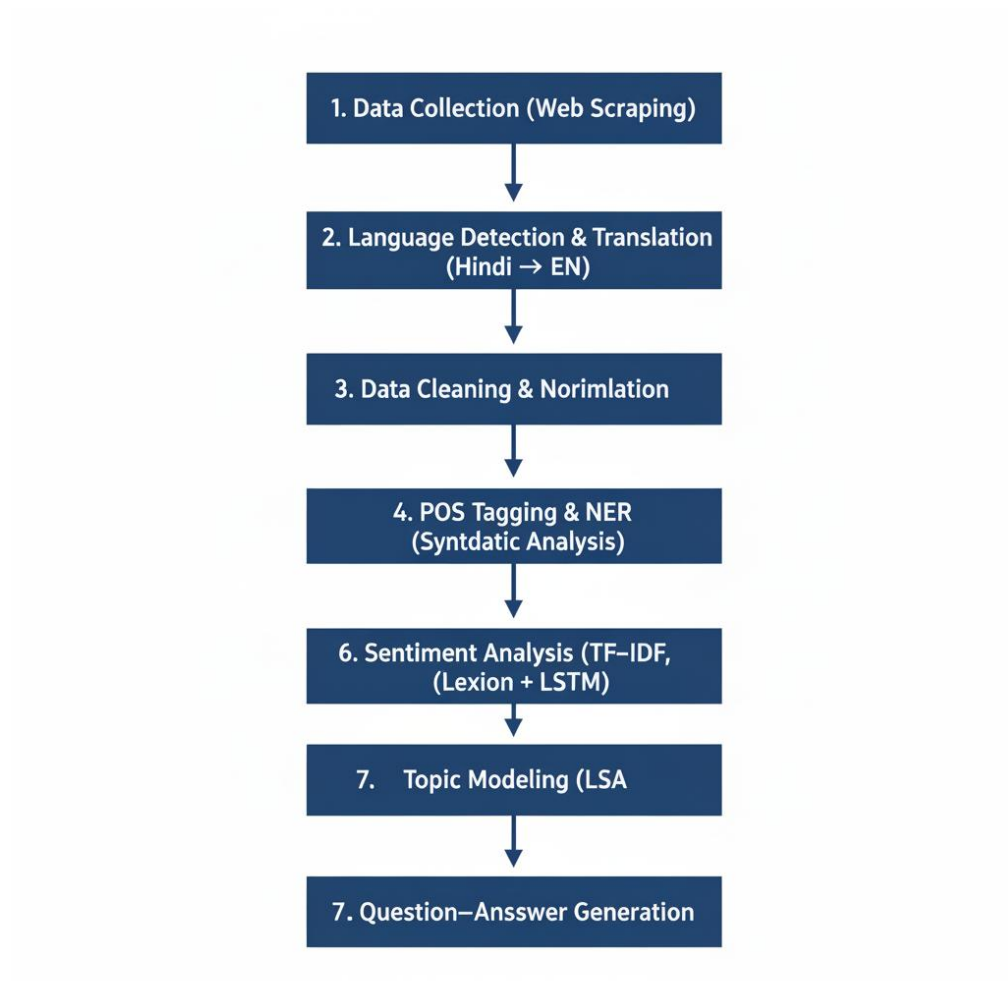 1. Data Collection (Web Scraping)
2. Language Detection & Translation
(Hindi → EN)
3. Data Cleaning & Norimlation
4. POS Tagging & NER
(Syntdatic Analysis)
6. Sentiment Analysis (TF–IDF,
(Lexion + LSTM)
7. Topic Modeling (LSA
7. Question–Ansswer Generation